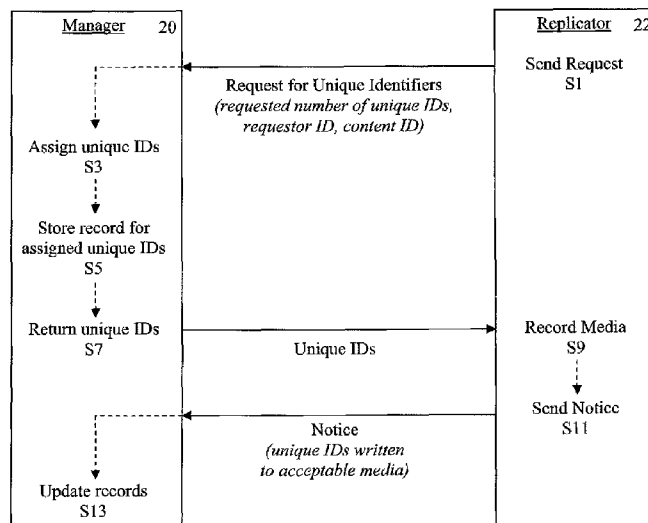 Manager 20
Replicator 22
Send Request
S1
Request for Unique Identifiers
(requested number of unique IDs,
requestor ID, content ID)
Assign unique IDs
S3
Store record for
assigned unique IDs
S5
Return unique IDs
S7
Unique IDs
Record Media
S9
Send Notice
S11
Notice
(unique IDs written
to acceptable media)
Update records
S13